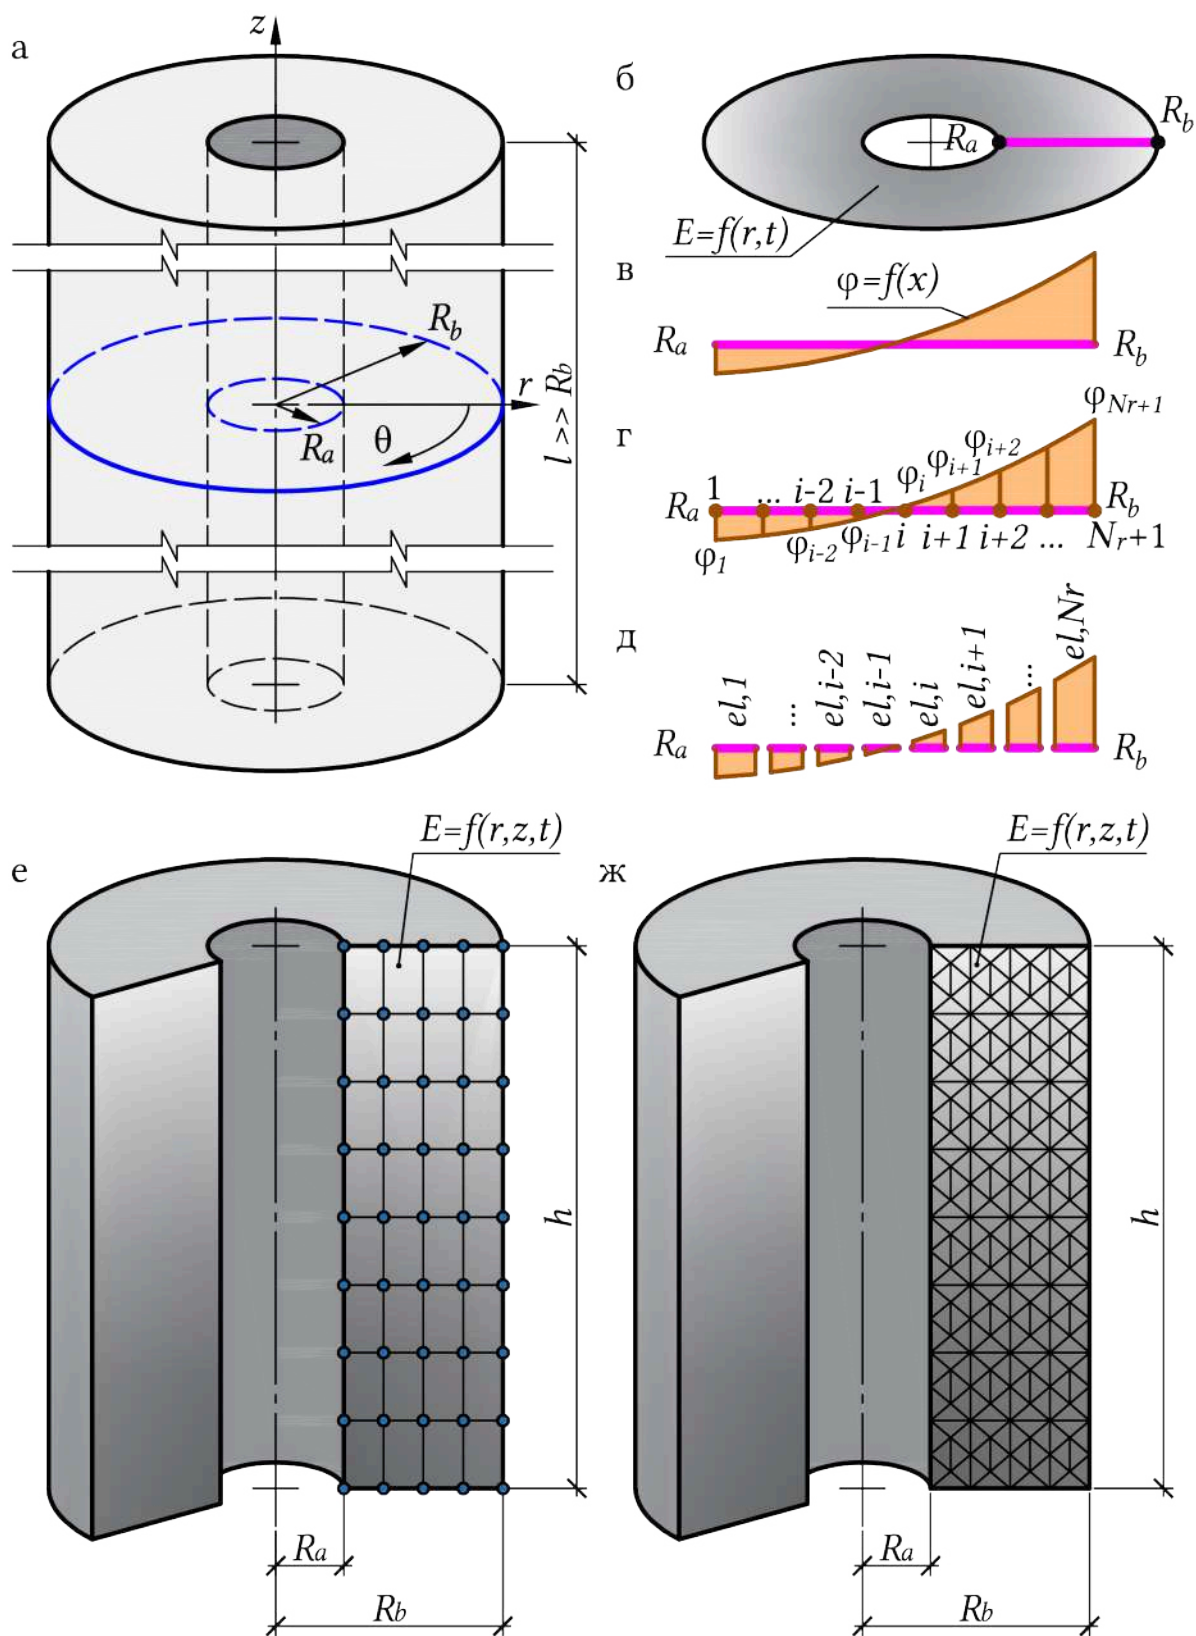 а
z
R_b
r
R_a
θ
l >> R_b
б
R_a
R_b
E=f(r,t)
в
φ=f(x)
R_a
R_b
г
φ_{Nr+1}
φ_{i+2}
φ_{i+1}
φ_i
1 ... i-2 i-1
R_a
R_b
φ_1 φ_{i-2} φ_{i-1} i i+1 i+2 ... N_r+1
д
el,1 ... el,i-2 el,i-1 el,i el,i+1 ... el,Nr
R_a
R_b
е
E=f(r,z,t)
h
R_a
R_b
ж
E=f(r,z,t)
h
R_a
R_b